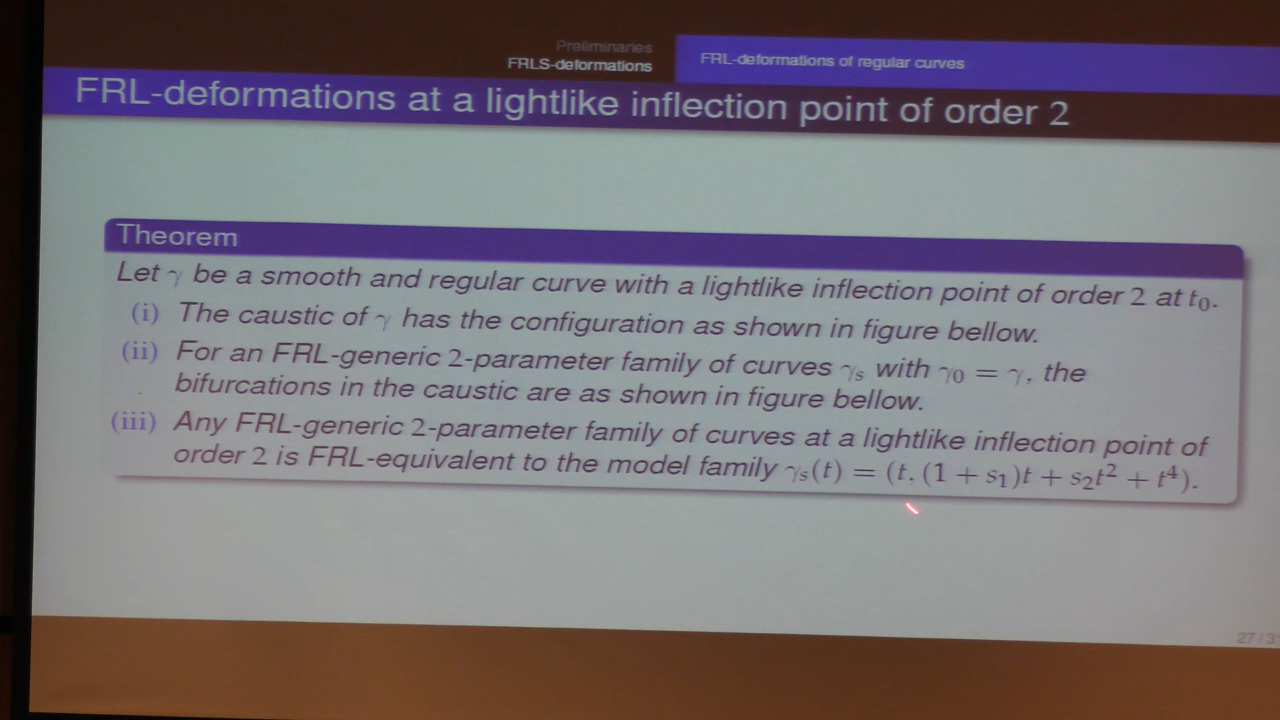 Preliminaries
FRLS-deformations
FRL-deformations of regular curves
FRL-deformations at a lightlike inflection point of order 2
Theorem
Let γ be a smooth and regular curve with a lightlike inflection point of order 2 at t₀.
(i) The caustic of γ has the configuration as shown in figure bellow.
(ii) For an FRL-generic 2-parameter family of curves γₛ with γ₀ = γ, the
bifurcations in the caustic are as shown in figure bellow.
(iii) Any FRL-generic 2-parameter family of curves at a lightlike inflection point of
order 2 is FRL-equivalent to the model family γₛ(t) = (t, (1 + s₁)t + s₂t² + t⁴).
27 / 3